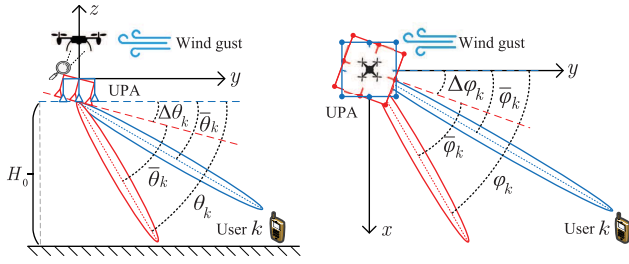 z
Wind gust
y
UPA
Δθₖ
θ̅ₖ
θ̅ₖ
θₖ
H₀
User k
Wind gust
y
UPA
Δφₖ
φ̅ₖ
φ̅ₖ
φₖ
x
User k